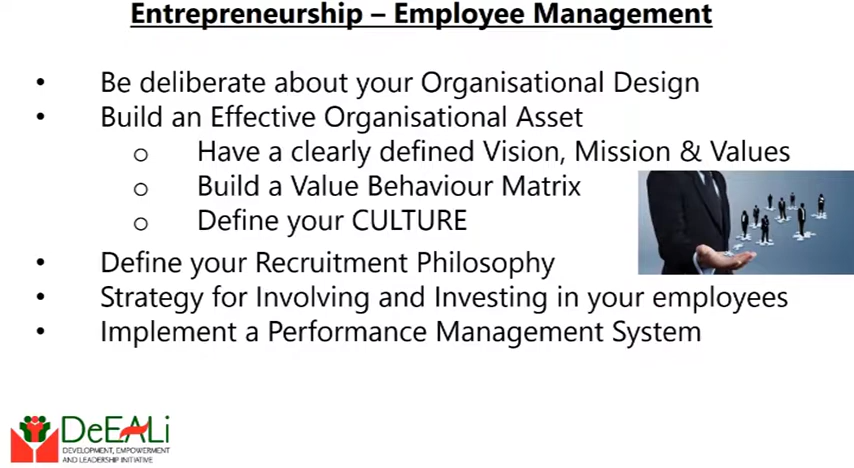 Entrepreneurship – Employee Management
• Be deliberate about your Organisational Design
• Build an Effective Organisational Asset
o Have a clearly defined Vision, Mission & Values
o Build a Value Behaviour Matrix
o Define your CULTURE
• Define your Recruitment Philosophy
• Strategy for Involving and Investing in your employees
• Implement a Performance Management System
DeEALi
DEVELOPMENT, EMPOWERMENT
AND LEADERSHIP INITIATIVE